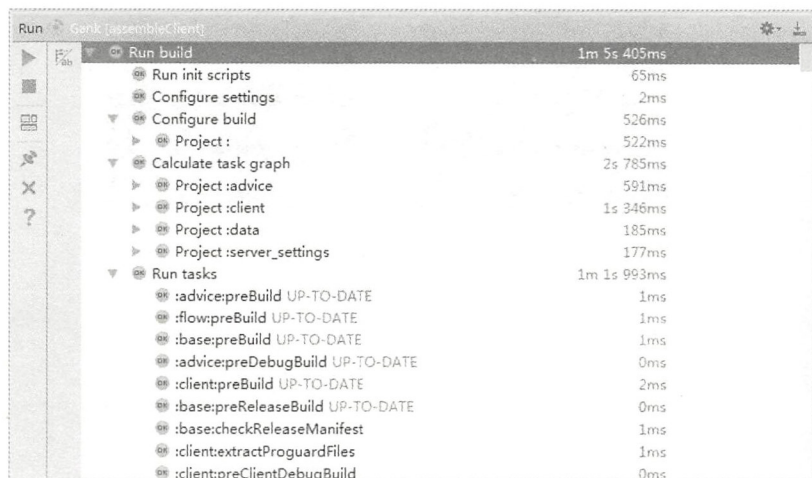 Run Gank [assembleClient]
Run build 1m 5s 405ms
Run init scripts 65ms
Configure settings 2ms
Configure build 526ms
Project : 522ms
Calculate task graph 2s 785ms
Project :advice 591ms
Project :client 1s 346ms
Project :data 185ms
Project :server_settings 177ms
Run tasks 1m 1s 993ms
:advice:preBuild UP-TO-DATE 1ms
:flow:preBuild UP-TO-DATE 1ms
:base:preBuild UP-TO-DATE 1ms
:advice:preDebugBuild UP-TO-DATE 0ms
:client:preBuild UP-TO-DATE 2ms
:base:preReleaseBuild UP-TO-DATE 0ms
:base:checkReleaseManifest 1ms
:client:extractProguardFiles 1ms
:client:preClientDebugBuild 0ms